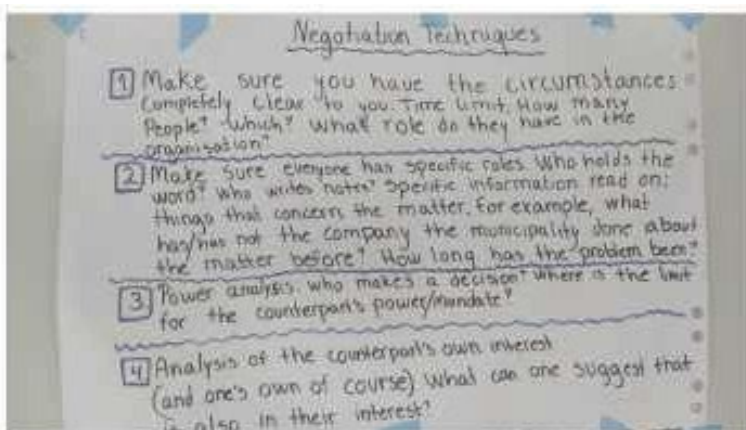 Negotiation Techniques
1 Make sure you have the circumstances
completely clear to you. Time limit. How many
People? which? what role do they have in the
organisation?
2 Make sure everyone has specific roles who holds the
word? who writes notes? Specific information read on:
things that concern the matter. For example, what
has/has not the company the municipality done about
the matter before? How long has the problem been?
3 Power analysis. who makes a decision? where is the limit
for the counterpart's power/mandate?
4 Analysis of the counterpart's own interest
(and one's own of course) what can one suggest that
is also in their interest?